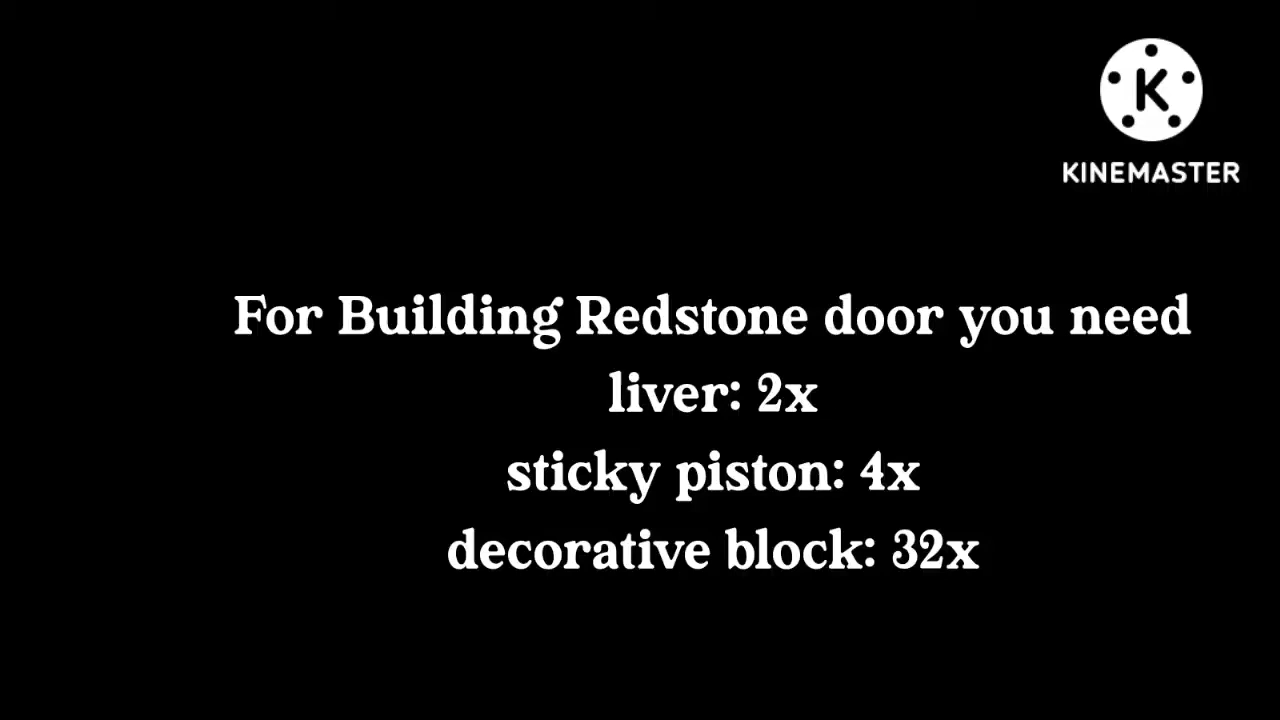 KINEMASTER
For Building Redstone door you need
liver: 2x
sticky piston: 4x
decorative block: 32x